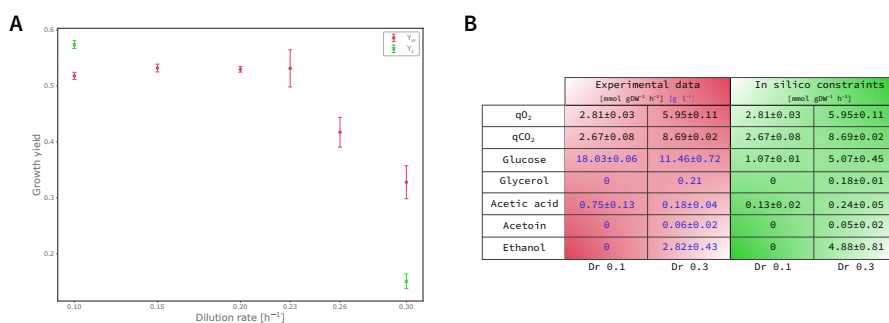 A
0.6
0.5
0.4
0.3
0.2
Growth yield
0.10
0.15
0.20
0.23
0.26
0.30
Dilution rate [h⁻¹]
Y_w
Y_c
B
Experimental data
[mmol gDW⁻¹ h⁻¹] [g l⁻¹]
In silico constraints
[mmol gDW⁻¹ h⁻¹]
qO₂ 2.81±0.03 5.95±0.11 2.81±0.03 5.95±0.11
qCO₂ 2.67±0.08 8.69±0.02 2.67±0.08 8.69±0.02
Glucose 18.03±0.06 11.46±0.72 1.07±0.01 5.07±0.45
Glycerol 0 0.21 0 0.18±0.01
Acetic acid 0.75±0.13 0.18±0.04 0.13±0.02 0.24±0.05
Acetoin 0 0.06±0.02 0 0.05±0.02
Ethanol 0 2.82±0.43 0 4.88±0.81
Dr 0.1 Dr 0.3 Dr 0.1 Dr 0.3